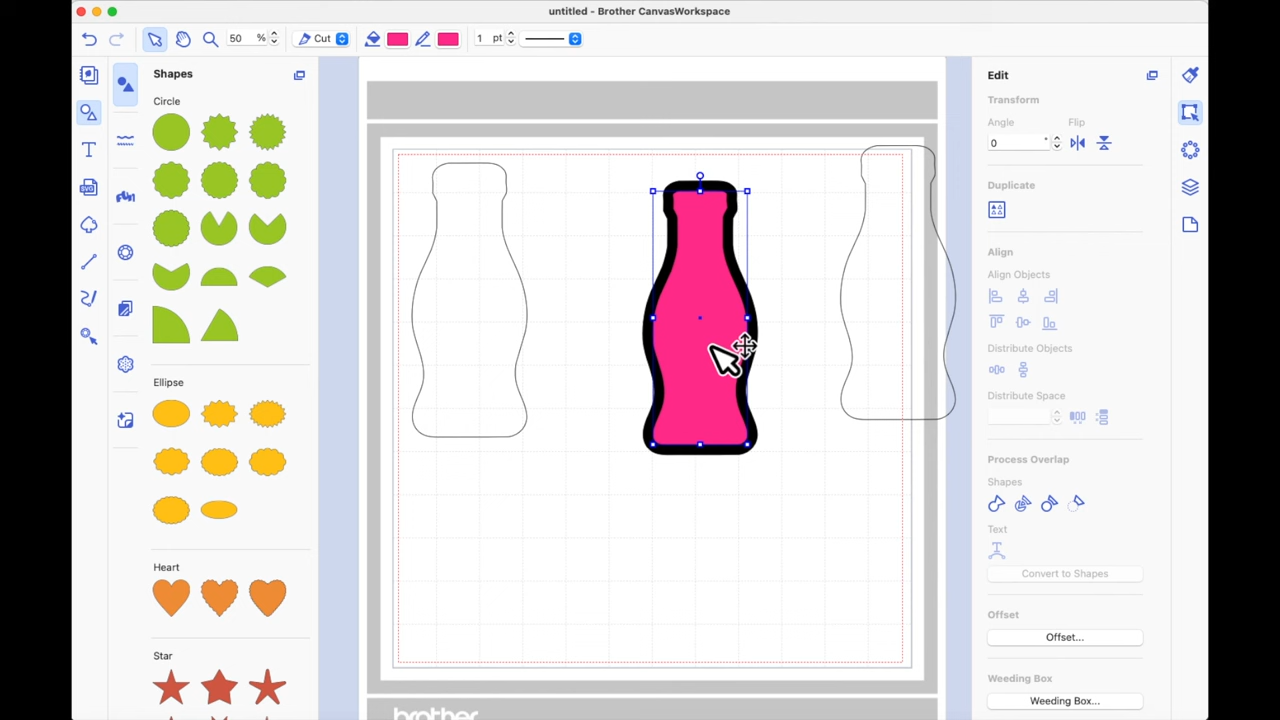 untitled - Brother CanvasWorkspace
50 %
Cut
1 pt
Shapes
Circle
Ellipse
Heart
Star
brother
Edit
Transform
Angle
Flip
0 °
Duplicate
Align
Align Objects
Distribute Objects
Distribute Space
Process Overlap
Shapes
Text
Convert to Shapes
Offset
Offset...
Weeding Box
Weeding Box...